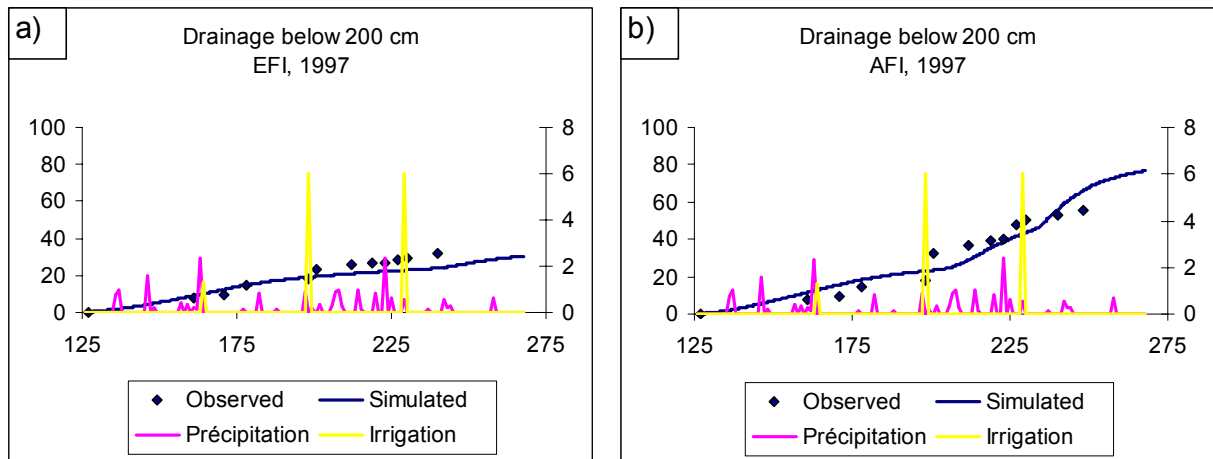 a)
Drainage below 200 cm
EFI, 1997
100
80
60
40
20
0
8
6
4
2
0
125
175
225
275
Observed
Simulated
Précipitation
Irrigation
b)
Drainage below 200 cm
AFI, 1997
100
80
60
40
20
0
8
6
4
2
0
125
175
225
275
Observed
Simulated
Précipitation
Irrigation